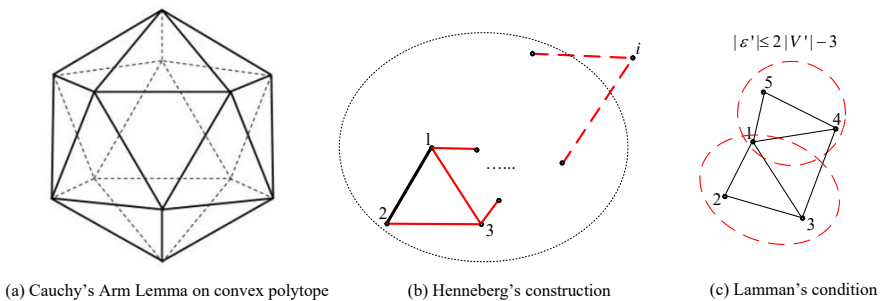 |ε'|≤2|V'|−3
i
5
4
1
1
......
2
2
3
3
(a) Cauchy's Arm Lemma on convex polytope
(b) Henneberg's construction
(c) Lamman's condition